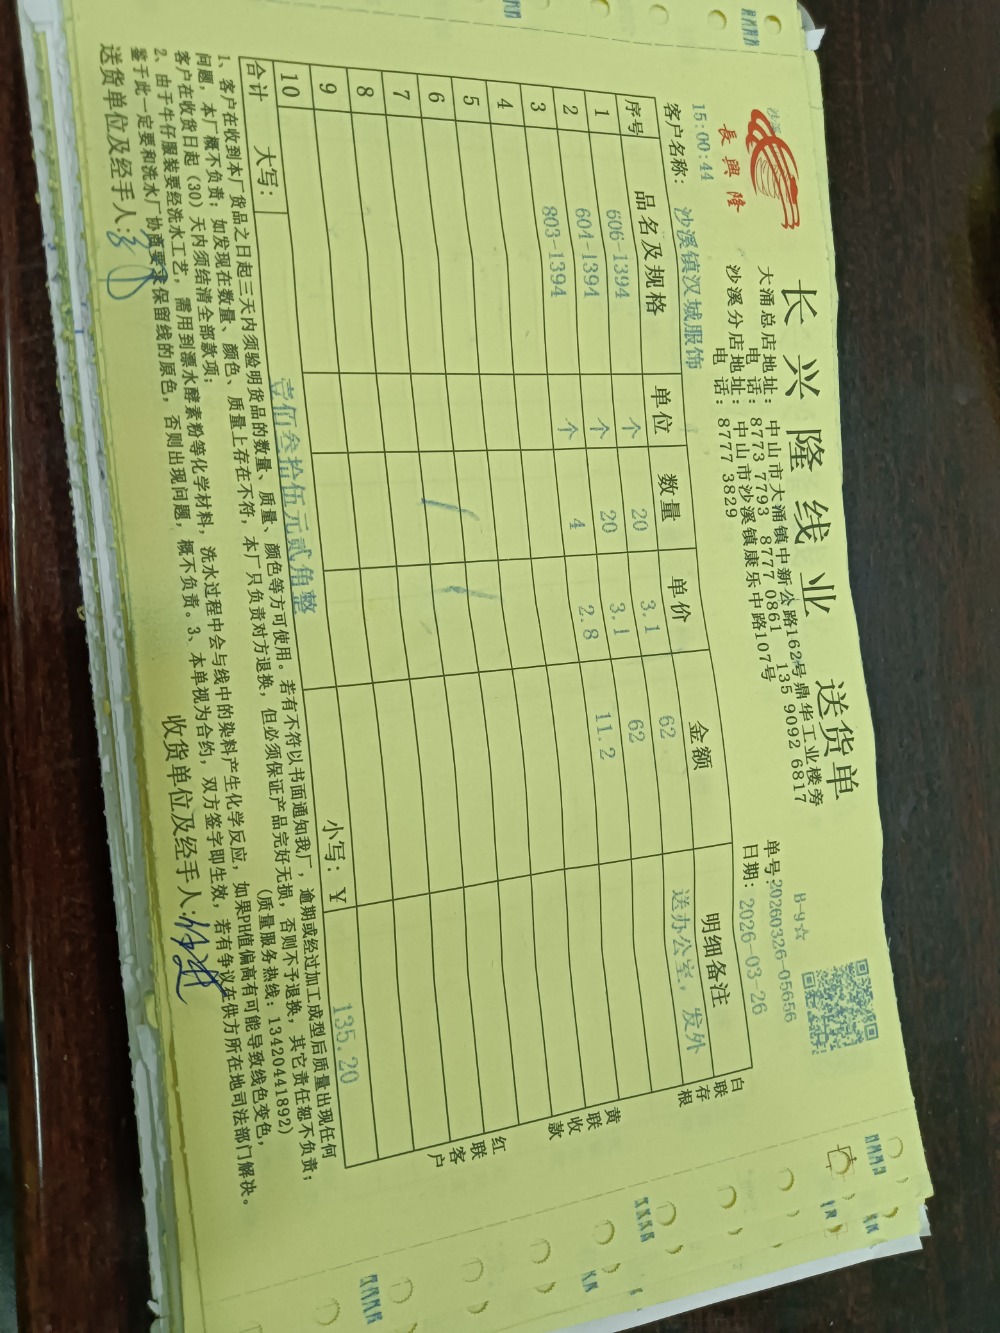 長興隆
长兴隆线业 送货单
大涌总店地址：中山市大涌镇中新公路162号鼎华工业楼旁
电话：8773 7793 8777 0861 135 9092 6817
沙溪分店地址：中山市沙溪镇康乐中路107号
电话：8777 3829
B-9☆
单号：20260326-05656
日期：2026-03-26
15:00:44
客户名称：沙溪镇汉城服饰
序号 品名及规格 单位 数量 单价 金额 明细备注
1 606-1394 个 20 3.1 62 送办公室，发外
2 604-1394 个 20 3.1 62
3 803-1394 个 4 2.8 11.2
4
5
6
7
8
9
10
合计 大写：壹佰叁拾伍元贰角整 小写：￥ 135.20
白联存根
黄联收款
红联客户
1、客户在收到本厂货品之日起三天内须验明货品的数量、质量、颜色等方可使用。若有不符以书面通知我厂，逾期或经过加工成型后质量出现任何
问题，本厂概不负责；如发现在数量、颜色、质量上存在不符，本厂只负责对方退换，但必须保证产品完好无损，否则不予退换，其它责任恕不负责；
客户在收货日起（30）天内须结清全部款项； （质量服务热线：13420441892）
2、由于牛仔服装要经洗水工艺，需用到漂水酵素粉等化学材料，洗水过程中会与线中的染料产生化学反应，如果PH值偏高有可能导致线色变色，
鉴于此一定要和洗水厂协商要求保留线的原色，否则出现问题，概不负责。3、本单视为合约，双方签字即生效，若有争议在供方所在地司法部门解决。
送货单位及经手人： 收货单位及经手人：